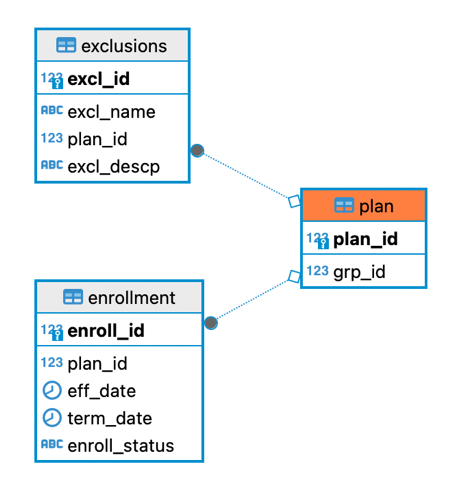 exclusions
123 excl_id
ABC excl_name
123 plan_id
ABC excl_descp
plan
123 plan_id
123 grp_id
enrollment
123 enroll_id
123 plan_id
eff_date
term_date
ABC enroll_status